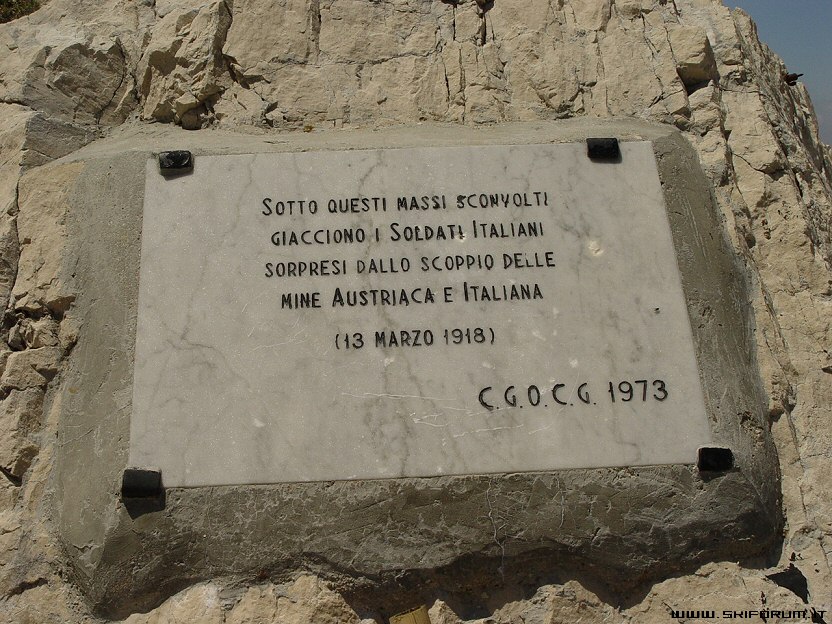 Sotto questi massi sconvolti
giacciono i Soldati Italiani
sorpresi dallo scoppio delle
mine Austriaca e Italiana
(13 marzo 1918)
C.G.O.C.G. 1973
WWW.SKIFORUM.IT